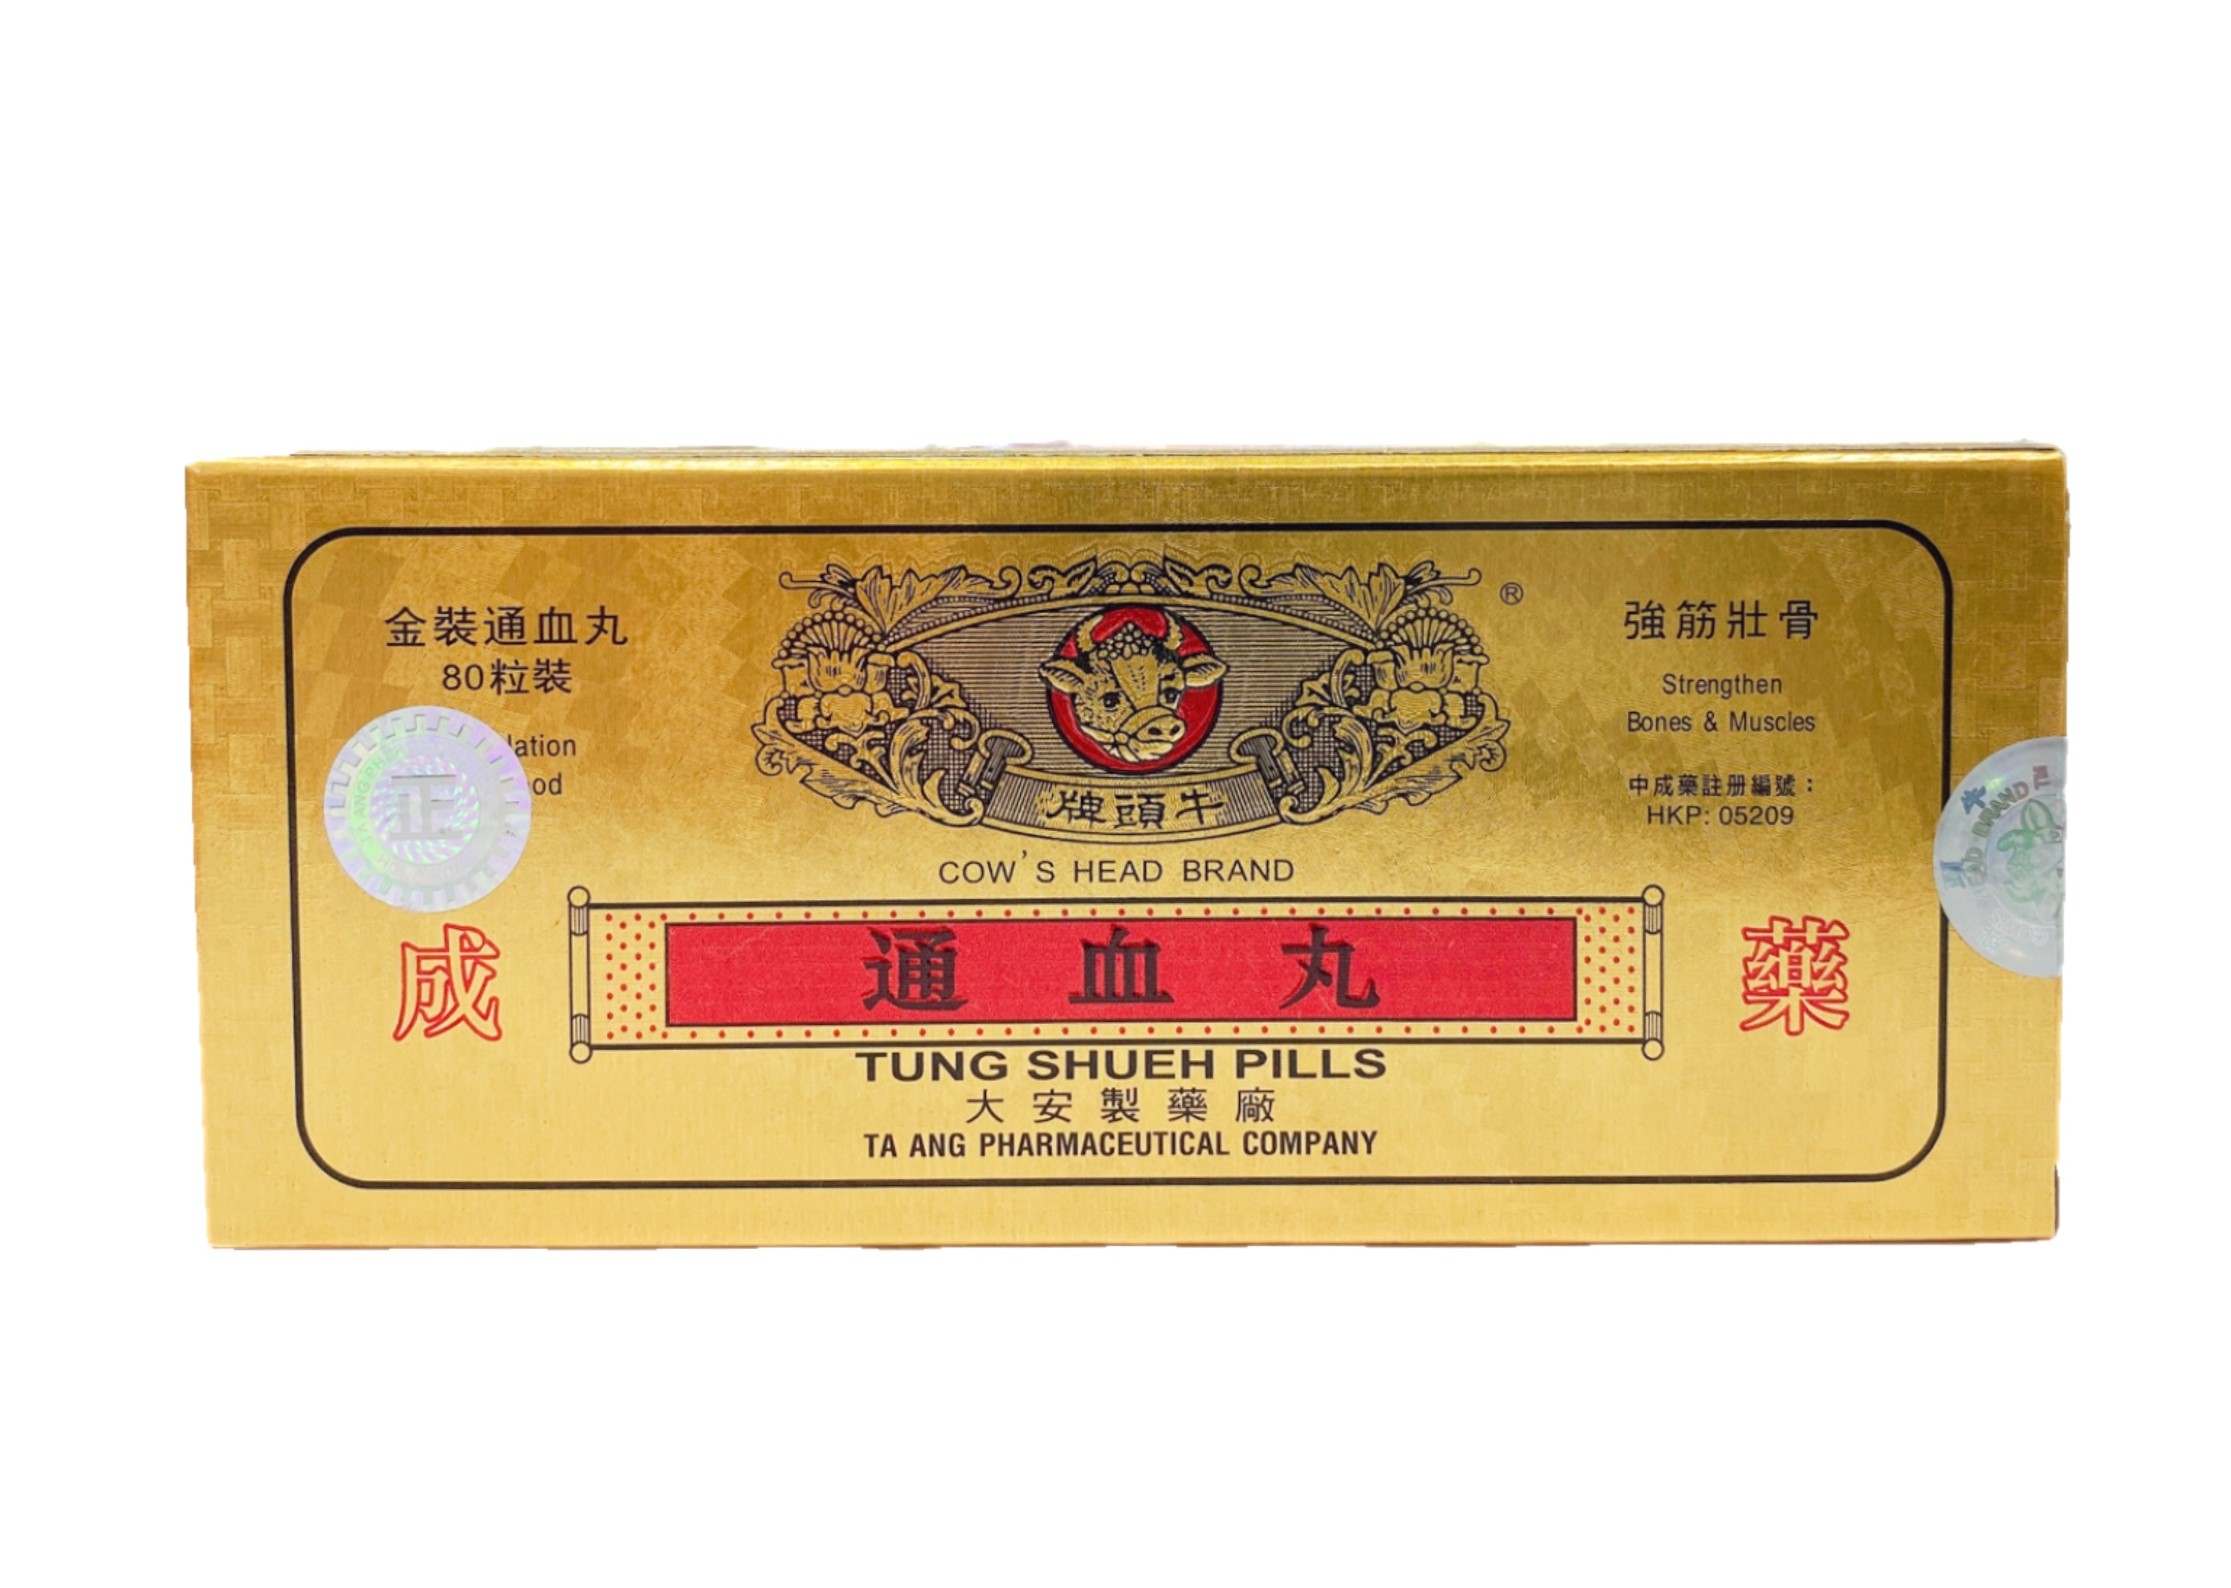 金裝通血丸
80粒裝
正
牌頭牛
®
COW'S HEAD BRAND
強筋壯骨
Strengthen
Bones & Muscles
中成藥註册編號：
HKP: 05209
成
通血丸
藥
TUNG SHUEH PILLS
大安製藥廠
TA ANG PHARMACEUTICAL COMPANY